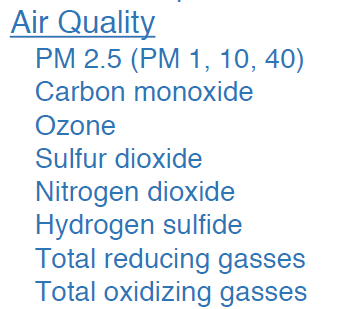 Air Quality
PM 2.5 (PM 1, 10, 40)
Carbon monoxide
Ozone
Sulfur dioxide
Nitrogen dioxide
Hydrogen sulfide
Total reducing gasses
Total oxidizing gasses